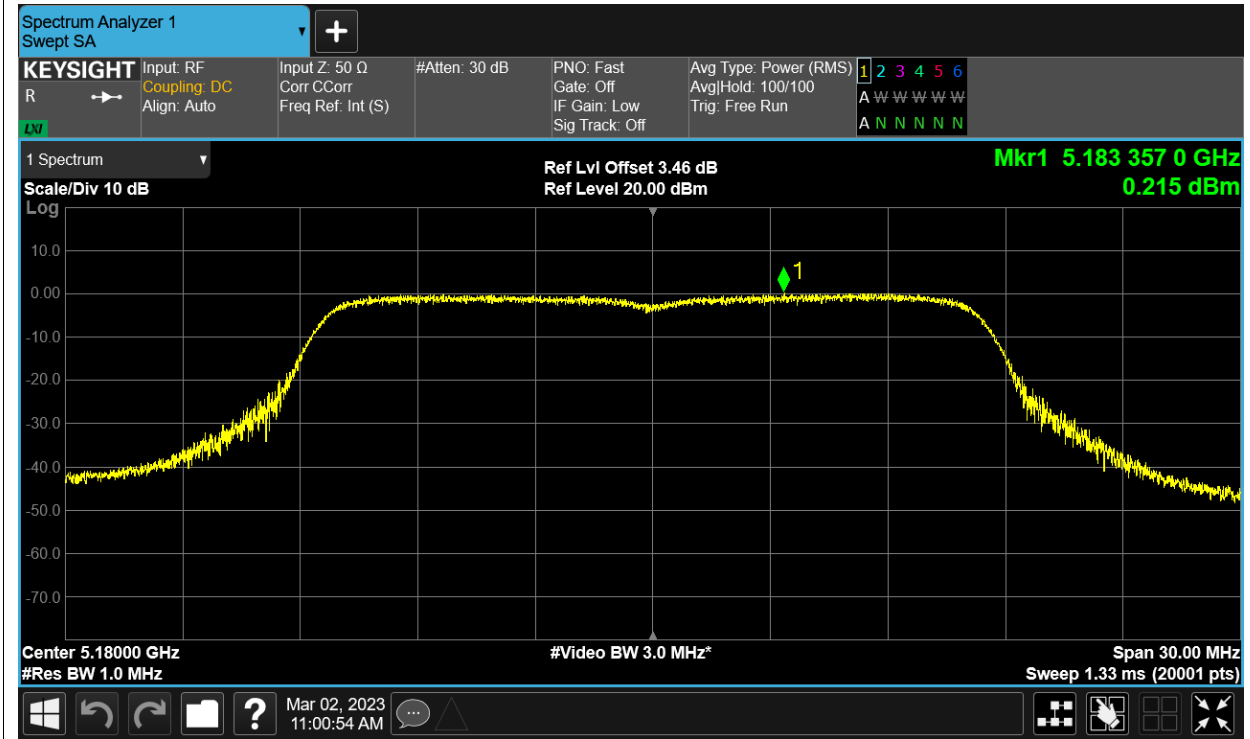 Spectrum Analyzer 1
Swept SA
+
KEYSIGHT
R
LXI
Input: RF
Coupling: DC
Align: Auto
Input Z: 50 Ω
Corr CCorr
Freq Ref: Int (S)
#Atten: 30 dB
PNO: Fast
Gate: Off
IF Gain: Low
Sig Track: Off
Avg Type: Power (RMS)
Avg|Hold: 100/100
Trig: Free Run
1 2 3 4 5 6
A W W W W W
A N N N N N
1 Spectrum
Scale/Div 10 dB
Log
Ref Lvl Offset 3.46 dB
Ref Level 20.00 dBm
Mkr1 5.183 357 0 GHz
0.215 dBm
10.0
0.00
-10.0
-20.0
-30.0
-40.0
-50.0
-60.0
-70.0
1
Center 5.18000 GHz
#Res BW 1.0 MHz
#Video BW 3.0 MHz*
Span 30.00 MHz
Sweep 1.33 ms (20001 pts)
?
Mar 02, 2023
11:00:54 AM